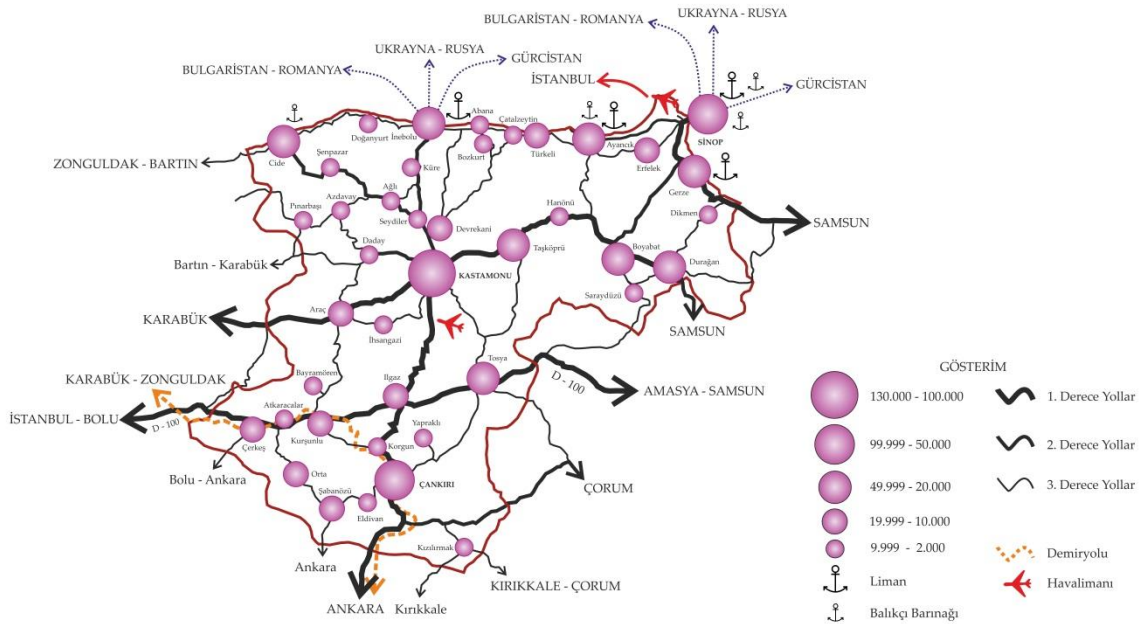 BULGARİSTAN - ROMANYA
UKRAYNA - RUSYA
UKRAYNA - RUSYA
GÜRCİSTAN
BULGARİSTAN - ROMANYA
İSTANBUL
GÜRCİSTAN
Cide
Doğanyurt
İnebolu
Abana
Çatalzeytin
Bozkurt
Türkeli
Ayancık
Erfelek
SİNOP
ZONGULDAK - BARTIN
Şenpazar
Küre
Gerze
Pınarbaşı
Azdavay
Ağlı
Seydiler
Devrekani
Hanönü
Dikmen
SAMSUN
Daday
Taşköprü
Boyabat
Durağan
Bartın - Karabük
KASTAMONU
Saraydüzü
KARABÜK
Araç
İhsangazi
SAMSUN
Tosya
KARABÜK - ZONGULDAK
Bayramören
Ilgaz
D - 100
AMASYA - SAMSUN
İSTANBUL - BOLU
D - 100
Atkaracalar
Çerkeş
Kurşunlu
Korgun
Yapraklı
Bolu - Ankara
Orta
Şabanözü
Eldivan
ÇANKIRI
ÇORUM
Ankara
Kızılırmak
ANKARA
Kırıkkale
KIRIKKALE - ÇORUM
GÖSTERİM
130.000 - 100.000
1. Derece Yollar
99.999 - 50.000
2. Derece Yollar
49.999 - 20.000
3. Derece Yollar
19.999 - 10.000
9.999 - 2.000
Demiryolu
Liman
Havalimanı
Balıkçı Barınağı